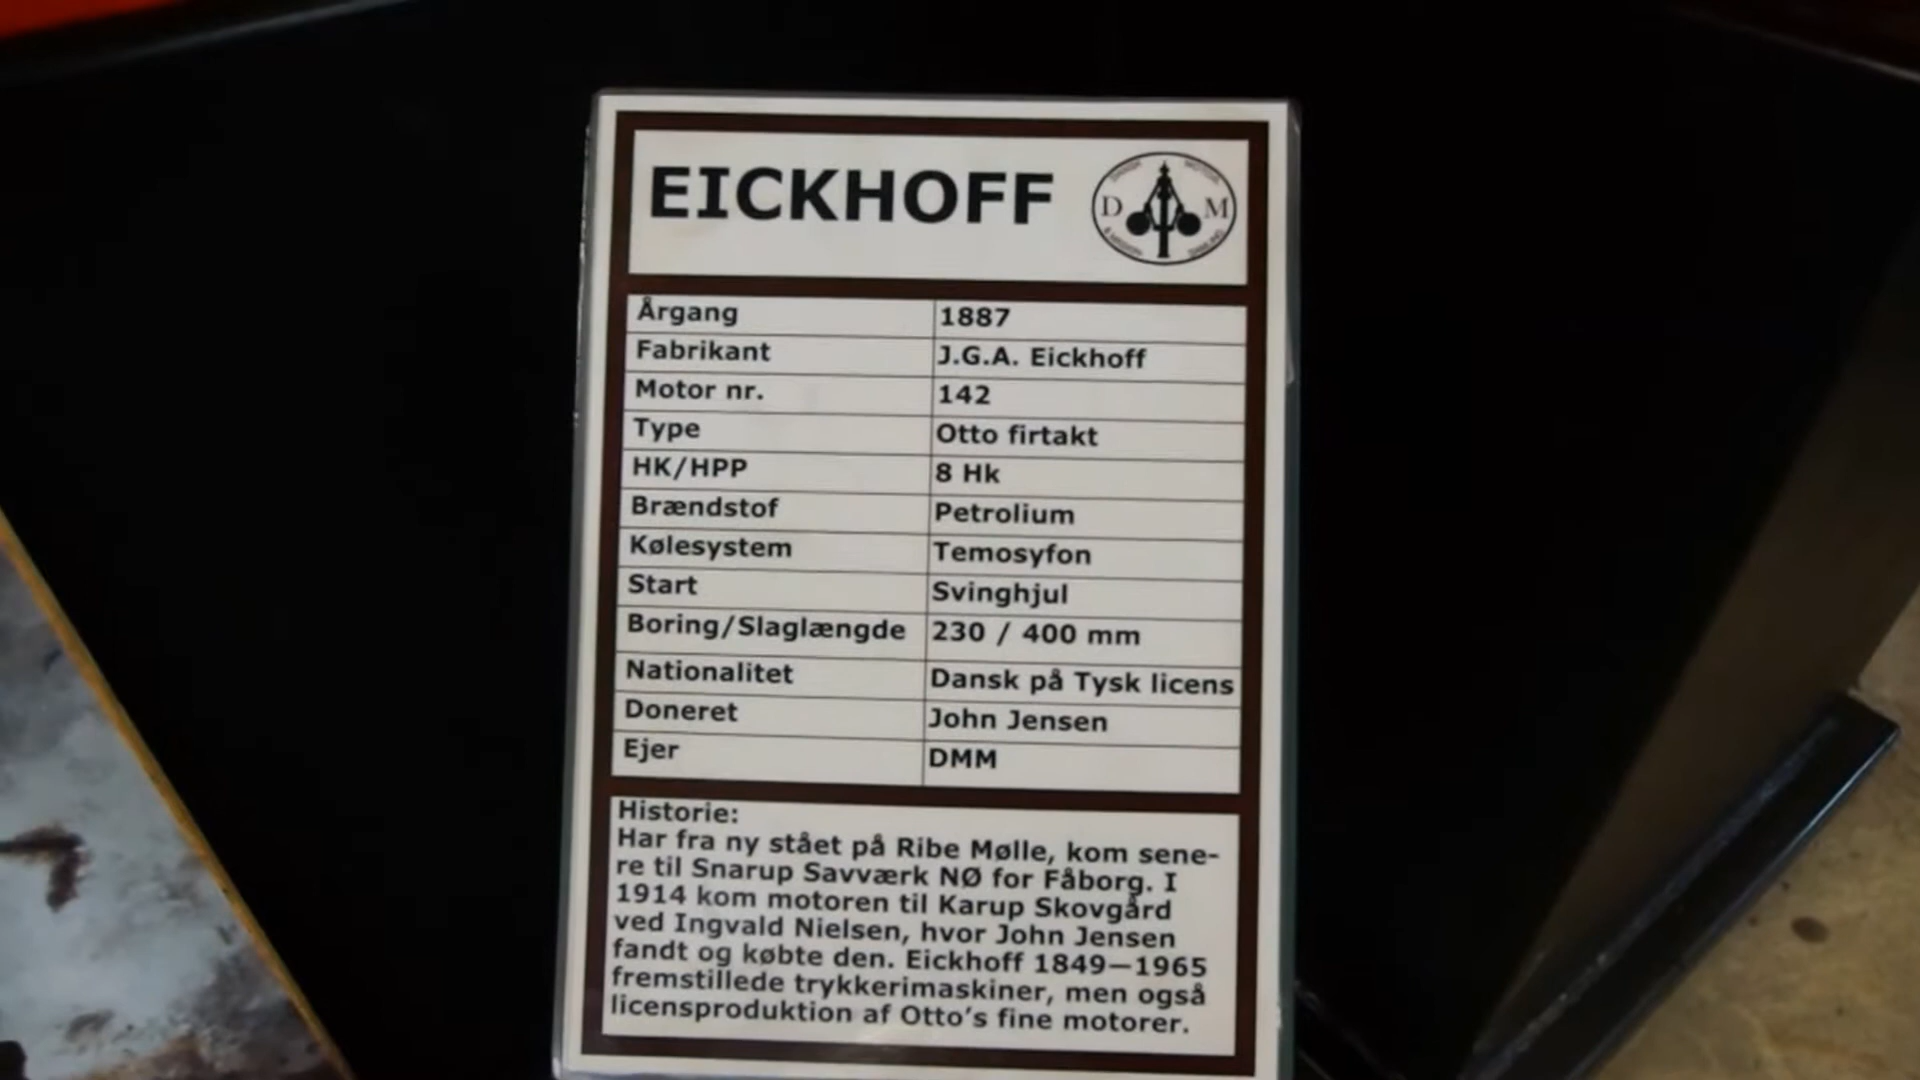 EICKHOFF
D M
Årgang 1887
Fabrikant J.G.A. Eickhoff
Motor nr. 142
Type Otto firtakt
HK/HPP 8 Hk
Brændstof Petrolium
Kølesystem Temosyfon
Start Svinghjul
Boring/Slaglængde 230 / 400 mm
Nationalitet Dansk på Tysk licens
Doneret John Jensen
Ejer DMM
Historie:
Har fra ny stået på Ribe Mølle, kom sene-
re til Snarup Savværk NØ for Fåborg. I
1914 kom motoren til Karup Skovgård
ved Ingvald Nielsen, hvor John Jensen
fandt og købte den. Eickhoff 1849—1965
fremstillede trykkerimaskiner, men også
licensproduktion af Otto’s fine motorer.